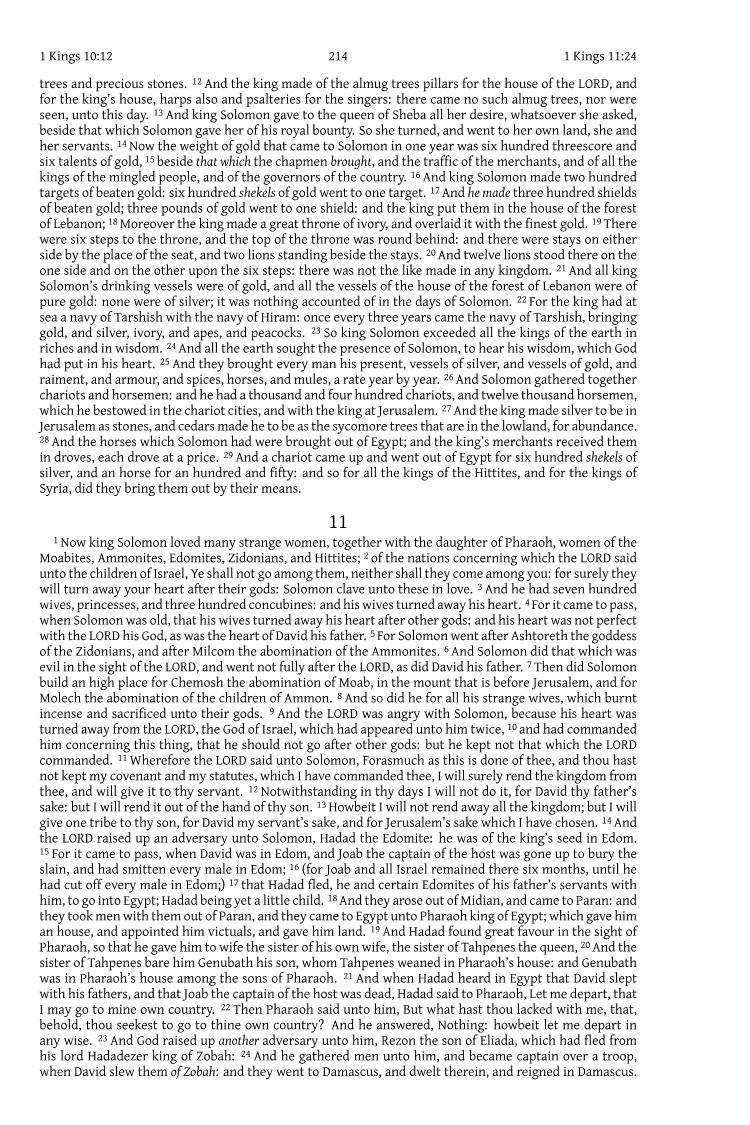 1 Kings 10:12 214 1 Kings 11:24
trees and precious stones. 12 And the king made of the almug trees pillars for the house of the LORD, and
for the king’s house, harps also and psalteries for the singers: there came no such almug trees, nor were
seen, unto this day. 13 And king Solomon gave to the queen of Sheba all her desire, whatsoever she asked,
beside that which Solomon gave her of his royal bounty. So she turned, and went to her own land, she and
her servants. 14 Now the weight of gold that came to Solomon in one year was six hundred threescore and
six talents of gold, 15 beside that which the chapmen brought, and the traffic of the merchants, and of all the
kings of the mingled people, and of the governors of the country. 16 And king Solomon made two hundred
targets of beaten gold: six hundred shekels of gold went to one target. 17 And he made three hundred shields
of beaten gold; three pounds of gold went to one shield: and the king put them in the house of the forest
of Lebanon; 18 Moreover the king made a great throne of ivory, and overlaid it with the finest gold. 19 There
were six steps to the throne, and the top of the throne was round behind: and there were stays on either
side by the place of the seat, and two lions standing beside the stays. 20 And twelve lions stood there on the
one side and on the other upon the six steps: there was not the like made in any kingdom. 21 And all king
Solomon’s drinking vessels were of gold, and all the vessels of the house of the forest of Lebanon were of
pure gold: none were of silver; it was nothing accounted of in the days of Solomon. 22 For the king had at
sea a navy of Tarshish with the navy of Hiram: once every three years came the navy of Tarshish, bringing
gold, and silver, ivory, and apes, and peacocks. 23 So king Solomon exceeded all the kings of the earth in
riches and in wisdom. 24 And all the earth sought the presence of Solomon, to hear his wisdom, which God
had put in his heart. 25 And they brought every man his present, vessels of silver, and vessels of gold, and
raiment, and armour, and spices, horses, and mules, a rate year by year. 26 And Solomon gathered together
chariots and horsemen: and he had a thousand and four hundred chariots, and twelve thousand horsemen,
which he bestowed in the chariot cities, and with the king at Jerusalem. 27 And the king made silver to be in
Jerusalem as stones, and cedars made he to be as the sycomore trees that are in the lowland, for abundance.
28 And the horses which Solomon had were brought out of Egypt; and the king’s merchants received them
in droves, each drove at a price. 29 And a chariot came up and went out of Egypt for six hundred shekels of
silver, and an horse for an hundred and fifty: and so for all the kings of the Hittites, and for the kings of
Syria, did they bring them out by their means.
11
1 Now king Solomon loved many strange women, together with the daughter of Pharaoh, women of the
Moabites, Ammonites, Edomites, Zidonians, and Hittites; 2 of the nations concerning which the LORD said
unto the children of Israel, Ye shall not go among them, neither shall they come among you: for surely they
will turn away your heart after their gods: Solomon clave unto these in love. 3 And he had seven hundred
wives, princesses, and three hundred concubines: and his wives turned away his heart. 4 For it came to pass,
when Solomon was old, that his wives turned away his heart after other gods: and his heart was not perfect
with the LORD his God, as was the heart of David his father. 5 For Solomon went after Ashtoreth the goddess
of the Zidonians, and after Milcom the abomination of the Ammonites. 6 And Solomon did that which was
evil in the sight of the LORD, and went not fully after the LORD, as did David his father. 7 Then did Solomon
build an high place for Chemosh the abomination of Moab, in the mount that is before Jerusalem, and for
Molech the abomination of the children of Ammon. 8 And so did he for all his strange wives, which burnt
incense and sacrificed unto their gods. 9 And the LORD was angry with Solomon, because his heart was
turned away from the LORD, the God of Israel, which had appeared unto him twice, 10 and had commanded
him concerning this thing, that he should not go after other gods: but he kept not that which the LORD
commanded. 11 Wherefore the LORD said unto Solomon, Forasmuch as this is done of thee, and thou hast
not kept my covenant and my statutes, which I have commanded thee, I will surely rend the kingdom from
thee, and will give it to thy servant. 12 Notwithstanding in thy days I will not do it, for David thy father’s
sake: but I will rend it out of the hand of thy son. 13 Howbeit I will not rend away all the kingdom; but I will
give one tribe to thy son, for David my servant’s sake, and for Jerusalem’s sake which I have chosen. 14 And
the LORD raised up an adversary unto Solomon, Hadad the Edomite: he was of the king’s seed in Edom.
15 For it came to pass, when David was in Edom, and Joab the captain of the host was gone up to bury the
slain, and had smitten every male in Edom; 16 (for Joab and all Israel remained there six months, until he
had cut off every male in Edom;) 17 that Hadad fled, he and certain Edomites of his father’s servants with
him, to go into Egypt; Hadad being yet a little child. 18 And they arose out of Midian, and came to Paran: and
they took men with them out of Paran, and they came to Egypt unto Pharaoh king of Egypt; which gave him
an house, and appointed him victuals, and gave him land. 19 And Hadad found great favour in the sight of
Pharaoh, so that he gave him to wife the sister of his own wife, the sister of Tahpenes the queen, 20 And the
sister of Tahpenes bare him Genubath his son, whom Tahpenes weaned in Pharaoh’s house: and Genubath
was in Pharaoh’s house among the sons of Pharaoh. 21 And when Hadad heard in Egypt that David slept
with his fathers, and that Joab the captain of the host was dead, Hadad said to Pharaoh, Let me depart, that
I may go to mine own country. 22 Then Pharaoh said unto him, But what hast thou lacked with me, that,
behold, thou seekest to go to thine own country? And he answered, Nothing: howbeit let me depart in
any wise. 23 And God raised up another adversary unto him, Rezon the son of Eliada, which had fled from
his lord Hadadezer king of Zobah: 24 And he gathered men unto him, and became captain over a troop,
when David slew them of Zobah: and they went to Damascus, and dwelt therein, and reigned in Damascus.